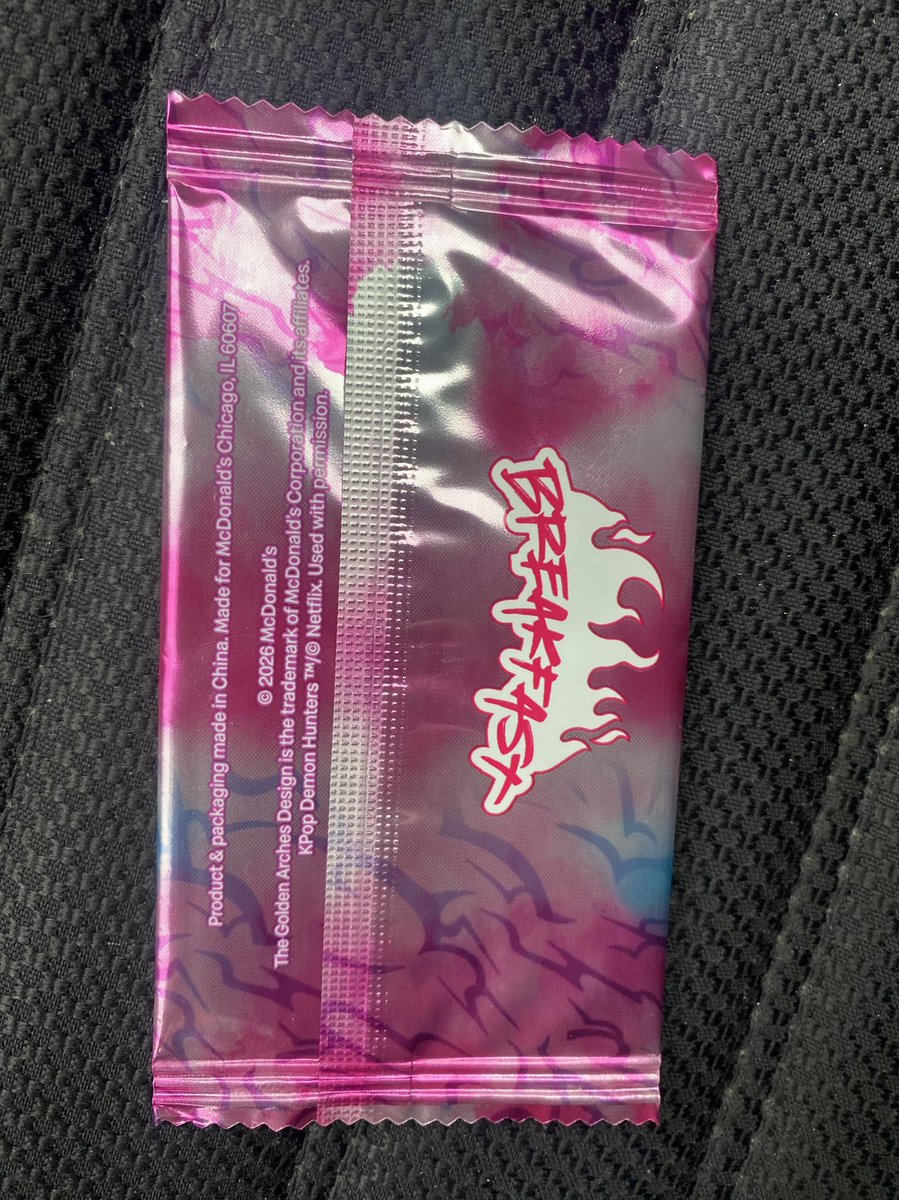 Product & packaging made in China. Made for McDonald's Chicago, IL 60607
© 2026 McDonald's
The Golden Arches Design is the trademark of McDonald's Corporation and its affiliates.
KPop Demon Hunters ™/© Netflix. Used with permission.
BREAKFAST